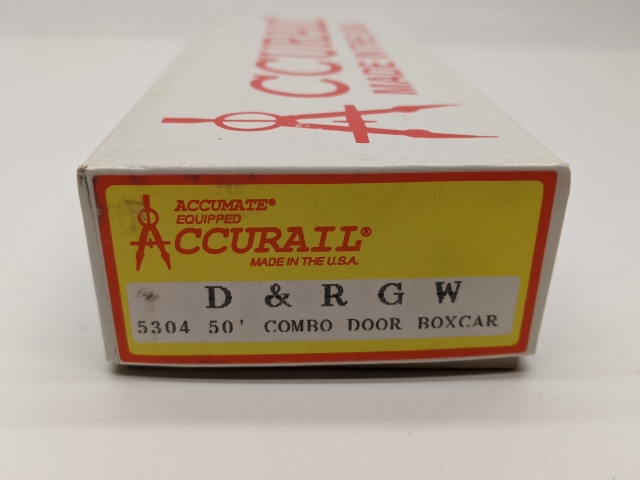 ACCURAIL
MADE IN THE U.S.A.
ACCUMATE®
EQUIPPED
ACCURAIL®
MADE IN THE U.S.A.
D & R G W
5304 50' COMBO DOOR BOXCAR